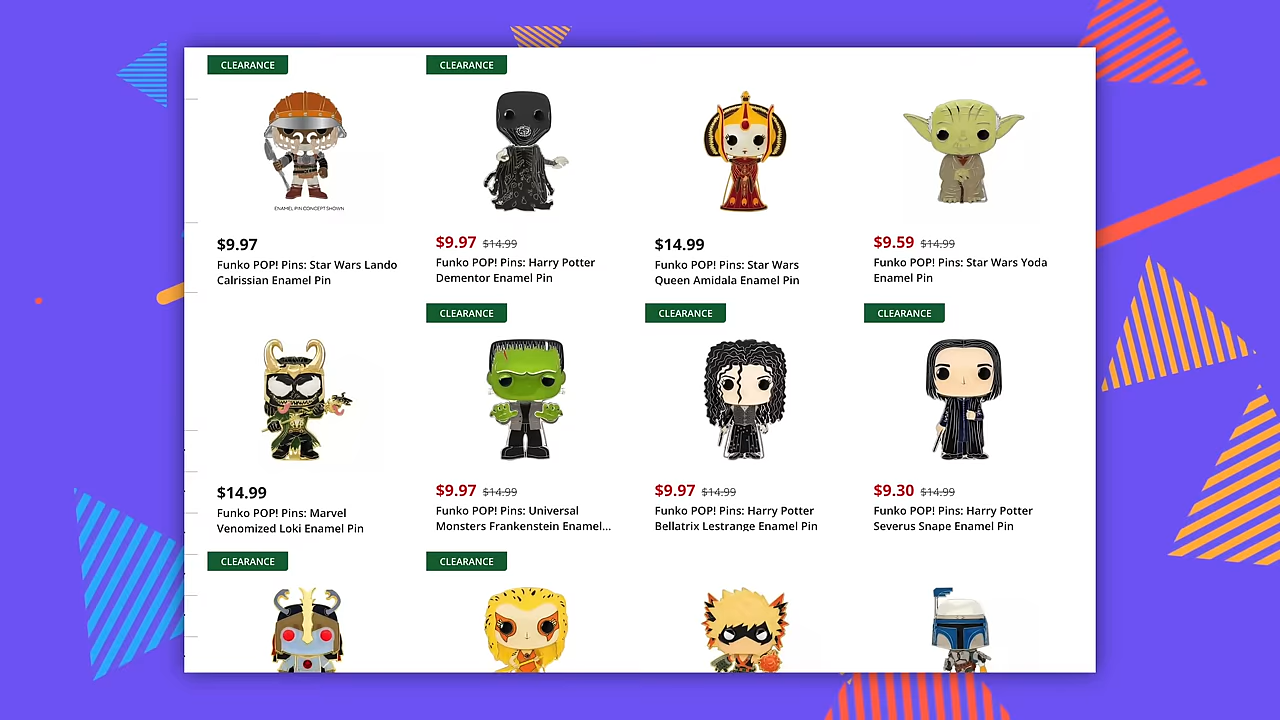 CLEARANCE
CLEARANCE
ENAMEL PIN CONCEPT SHOWN
$9.97
Funko POP! Pins: Star Wars Lando
Calrissian Enamel Pin
$9.97 $14.99
Funko POP! Pins: Harry Potter
Dementor Enamel Pin
$14.99
Funko POP! Pins: Star Wars
Queen Amidala Enamel Pin
$9.59 $14.99
Funko POP! Pins: Star Wars Yoda
Enamel Pin
CLEARANCE
CLEARANCE
CLEARANCE
$14.99
Funko POP! Pins: Marvel
Venomized Loki Enamel Pin
$9.97 $14.99
Funko POP! Pins: Universal
Monsters Frankenstein Enamel...
$9.97 $14.99
Funko POP! Pins: Harry Potter
Bellatrix Lestrange Enamel Pin
$9.30 $14.99
Funko POP! Pins: Harry Potter
Severus Snape Enamel Pin
CLEARANCE
CLEARANCE